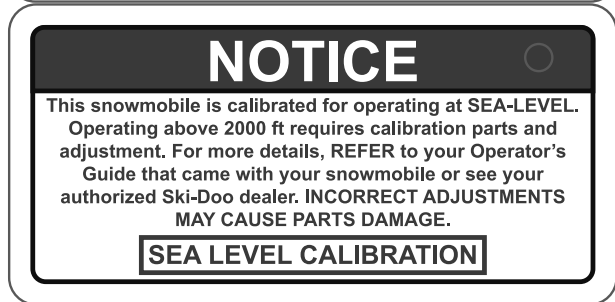 NOTICE
This snowmobile is calibrated for operating at SEA-LEVEL.
Operating above 2000 ft requires calibration parts and
adjustment. For more details, REFER to your Operator's
Guide that came with your snowmobile or see your
authorized Ski-Doo dealer. INCORRECT ADJUSTMENTS
MAY CAUSE PARTS DAMAGE.
SEA LEVEL CALIBRATION